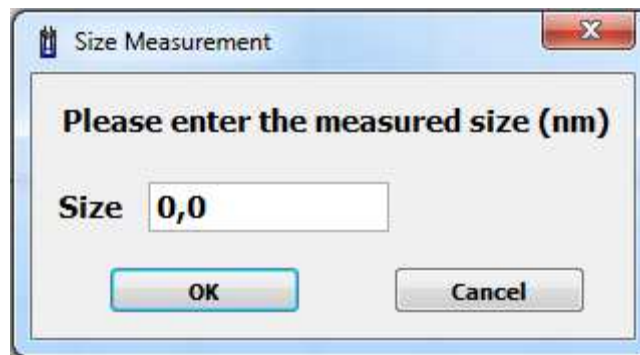 Size Measurement
Please enter the measured size (nm)
Size 0,0
OK Cancel